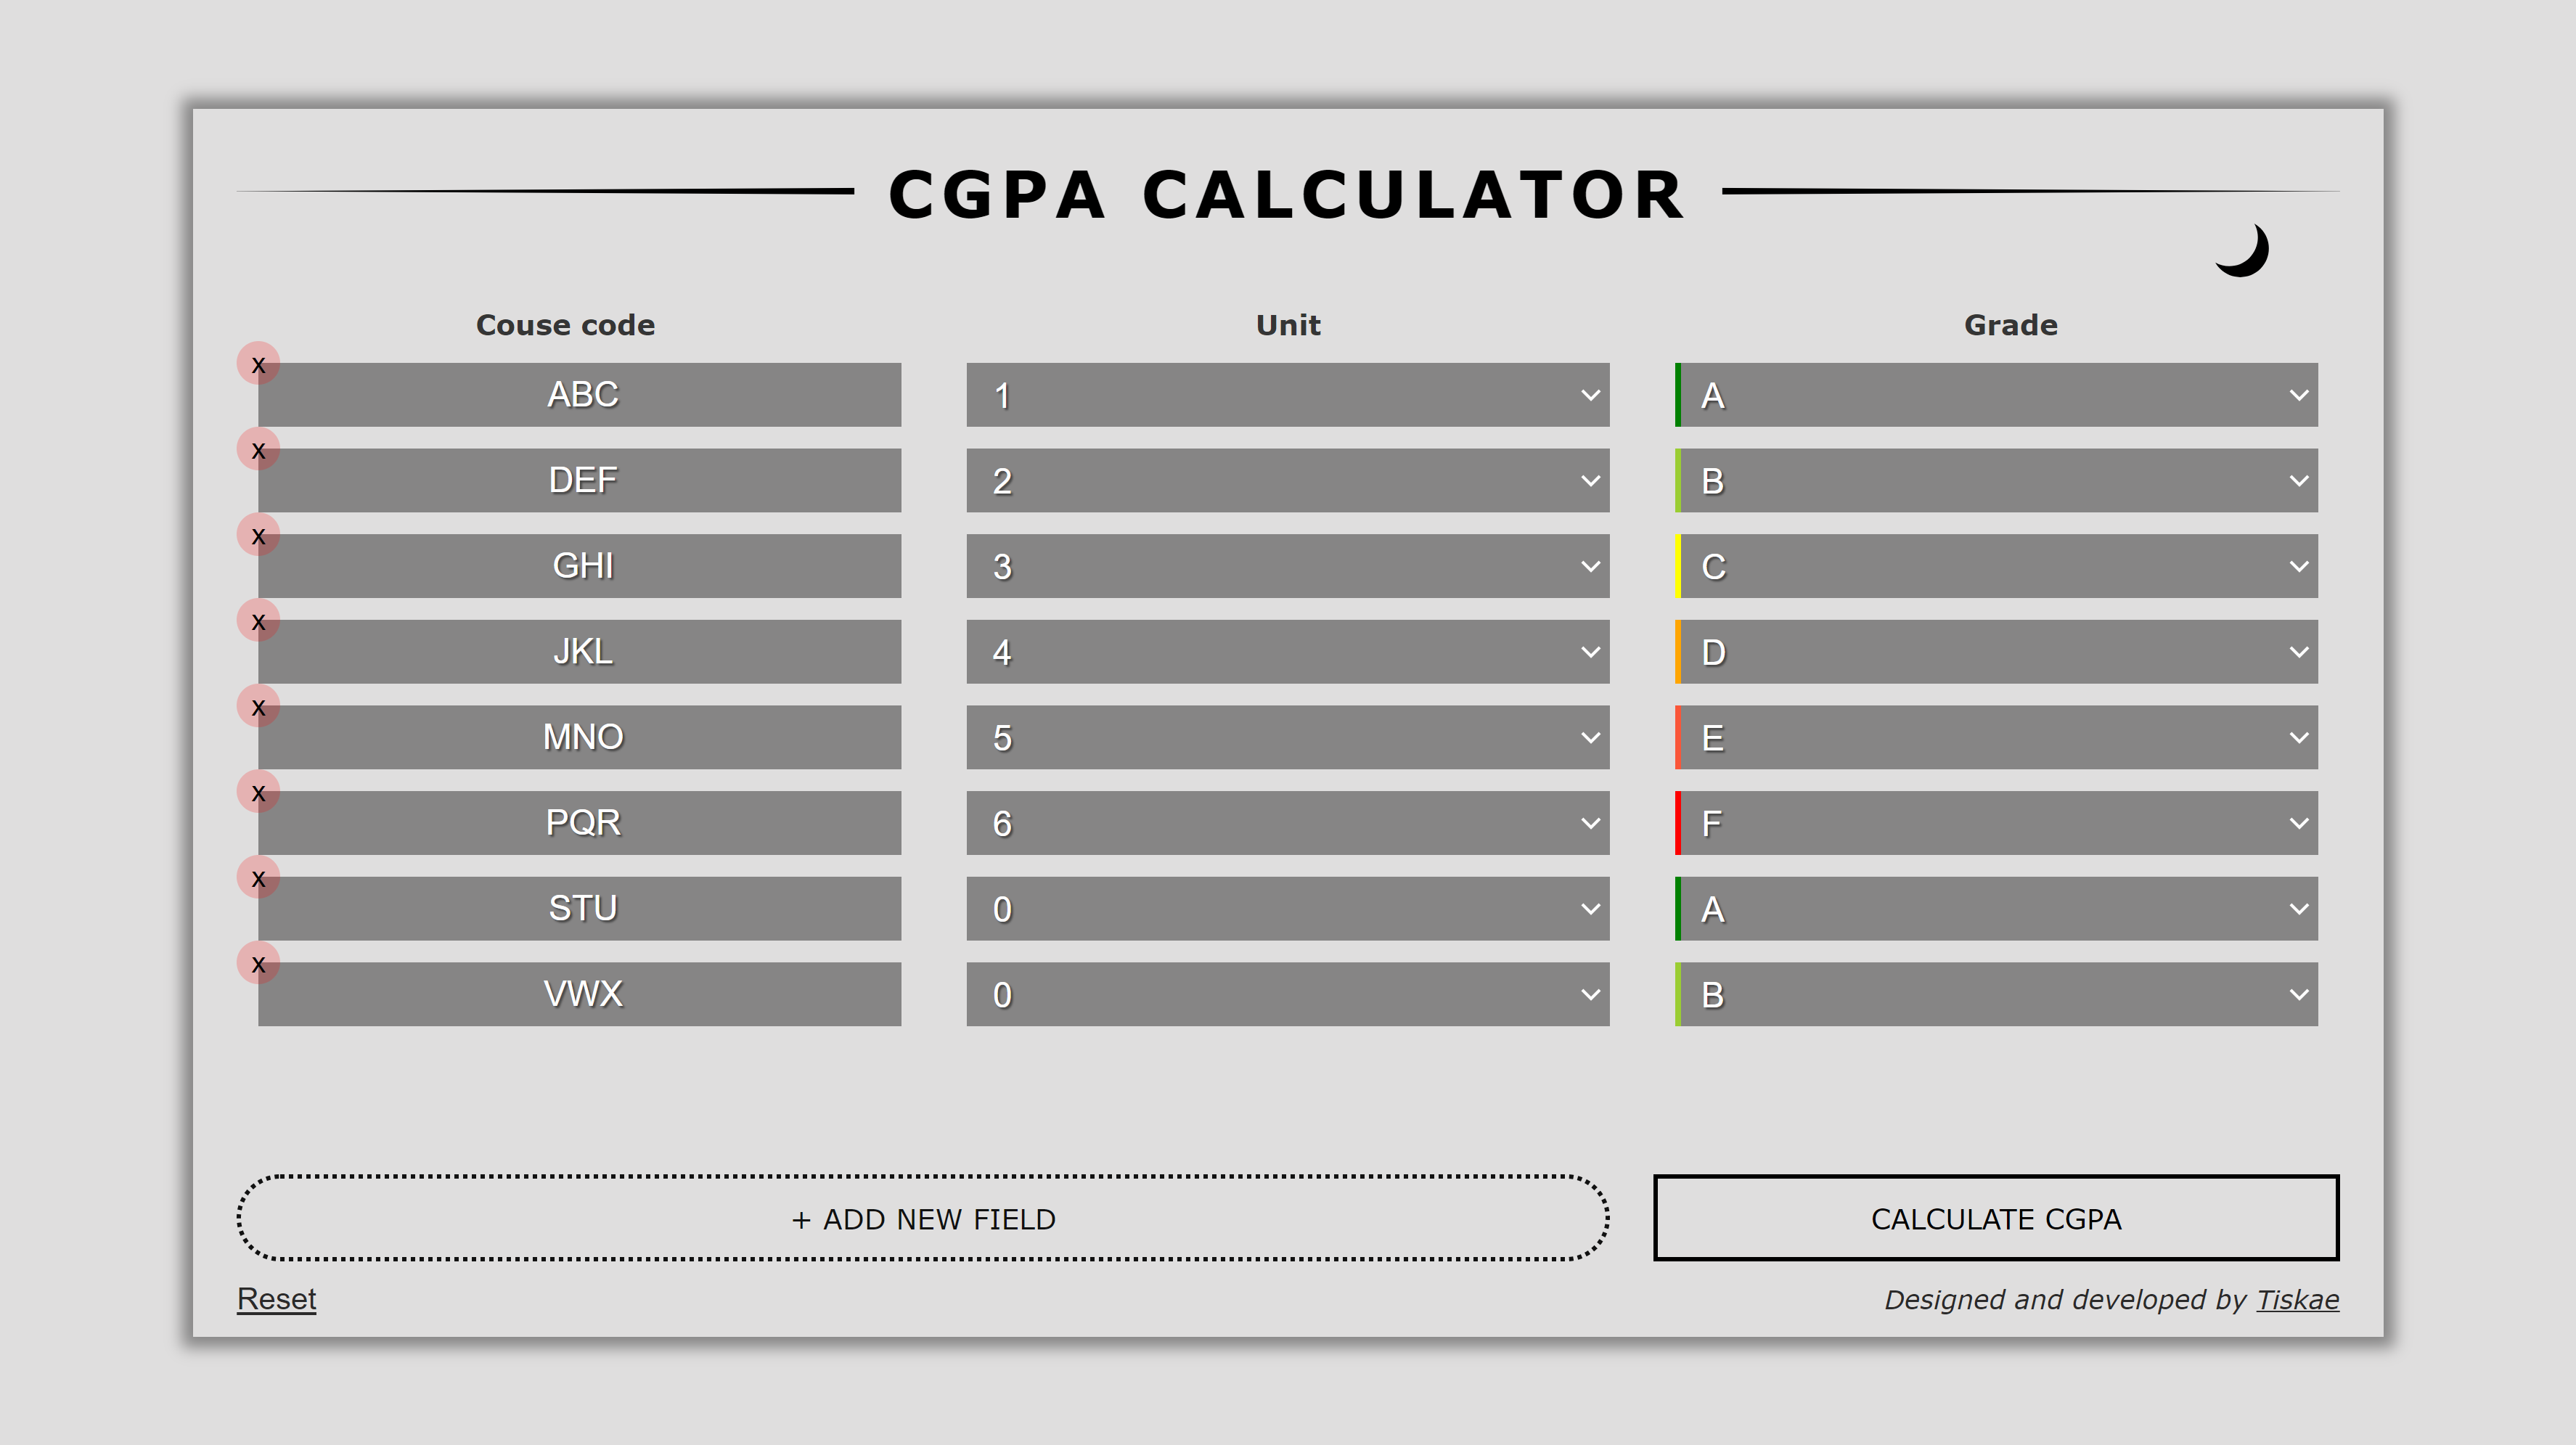 CGPA CALCULATOR
Couse code Unit Grade
x
ABC 1 A
x
DEF 2 B
x
GHI 3 C
x
JKL 4 D
x
MNO 5 E
x
PQR 6 F
x
STU 0 A
x
VWX 0 B
+ ADD NEW FIELD CALCULATE CGPA
Reset Designed and developed by Tiskae